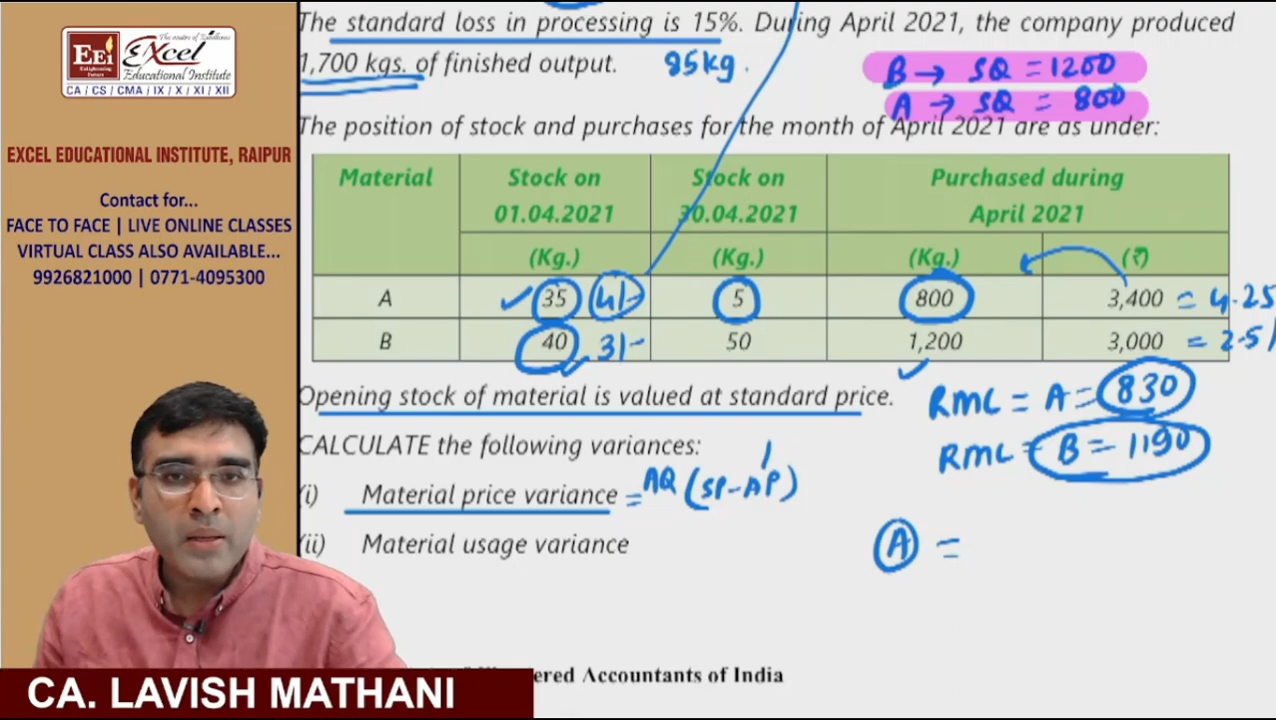 The standard loss in processing is 15%. During April 2021, the company produced
1,700 kgs. of finished output. 85kg.
B → SQ = 1200
A → SQ = 800
The position of stock and purchases for the month of April 2021 are as under:
Material Stock on 01.04.2021 Stock on 30.04.2021 Purchased during April 2021
(Kg.) (Kg.) (Kg.) (₹)
A 35 4/- 5 800 3,400 = 4.25
B 40 3/- 50 1,200 3,000 = 2.5/
Opening stock of material is valued at standard price.
RMC = A = 830
CALCULATE the following variances:
RMC = B = 1190
(i) Material price variance = AQ (SP-AP)
(ii) Material usage variance
A =
ered Accountants of India
EEi
The centre of Excellence
Excel
Educational Institute
CA / CS / CMA / IX / X / XI / XII
EXCEL EDUCATIONAL INSTITUTE, RAIPUR
Contact for...
FACE TO FACE | LIVE ONLINE CLASSES
VIRTUAL CLASS ALSO AVAILABLE...
9926821000 | 0771-4095300
CA. LAVISH MATHANI